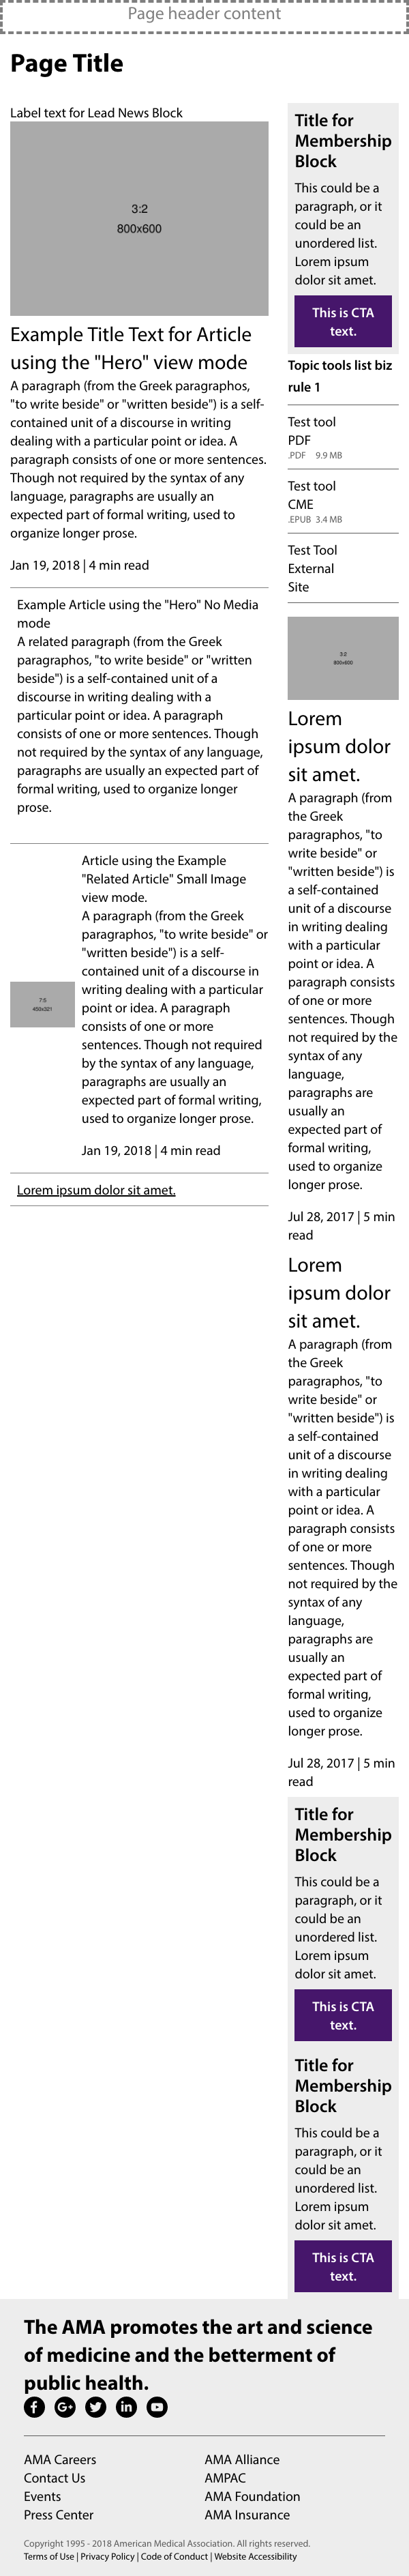 Page header content
Page Title
Label text for Lead News Block
3:2
800x600
Example Title Text for Article
using the "Hero" view mode
A paragraph (from the Greek paragraphos,
"to write beside" or "written beside") is a self-
contained unit of a discourse in writing
dealing with a particular point or idea. A
paragraph consists of one or more sentences.
Though not required by the syntax of any
language, paragraphs are usually an
expected part of formal writing, used to
organize longer prose.
Jan 19, 2018 | 4 min read
Example Article using the "Hero" No Media
mode
A related paragraph (from the Greek
paragraphos, "to write beside" or "written
beside") is a self-contained unit of a
discourse in writing dealing with a
particular point or idea. A paragraph
consists of one or more sentences. Though
not required by the syntax of any language,
paragraphs are usually an expected part of
formal writing, used to organize longer
prose.
Article using the Example
"Related Article" Small Image
view mode.
A paragraph (from the Greek
paragraphos, "to write beside" or
"written beside") is a self-
contained unit of a discourse in
writing dealing with a particular
point or idea. A paragraph
consists of one or more
sentences. Though not required
by the syntax of any language,
paragraphs are usually an
expected part of formal writing,
used to organize longer prose.
7:5
450x321
Jan 19, 2018 | 4 min read
Lorem ipsum dolor sit amet.
Title for
Membership
Block
This could be a
paragraph, or it
could be an
unordered list.
Lorem ipsum
dolor sit amet.
This is CTA
text.
Topic tools list biz
rule 1
Test tool
PDF
.PDF 9.9 MB
Test tool
CME
.EPUB 3.4 MB
Test Tool
External
Site
3:2
800x600
Lorem
ipsum dolor
sit amet.
A paragraph (from
the Greek
paragraphos, "to
write beside" or
"written beside") is
a self-contained
unit of a discourse
in writing dealing
with a particular
point or idea. A
paragraph consists
of one or more
sentences. Though
not required by the
syntax of any
language,
paragraphs are
usually an
expected part of
formal writing,
used to organize
longer prose.
Jul 28, 2017 | 5 min
read
Lorem
ipsum dolor
sit amet.
A paragraph (from
the Greek
paragraphos, "to
write beside" or
"written beside") is
a self-contained
unit of a discourse
in writing dealing
with a particular
point or idea. A
paragraph consists
of one or more
sentences. Though
not required by the
syntax of any
language,
paragraphs are
usually an
expected part of
formal writing,
used to organize
longer prose.
Jul 28, 2017 | 5 min
read
Title for
Membership
Block
This could be a
paragraph, or it
could be an
unordered list.
Lorem ipsum
dolor sit amet.
This is CTA
text.
Title for
Membership
Block
This could be a
paragraph, or it
could be an
unordered list.
Lorem ipsum
dolor sit amet.
This is CTA
text.
The AMA promotes the art and science
of medicine and the betterment of
public health.
AMA Careers
Contact Us
Events
Press Center
AMA Alliance
AMPAC
AMA Foundation
AMA Insurance
Copyright 1995 - 2018 American Medical Association. All rights reserved.
Terms of Use | Privacy Policy | Code of Conduct | Website Accessibility